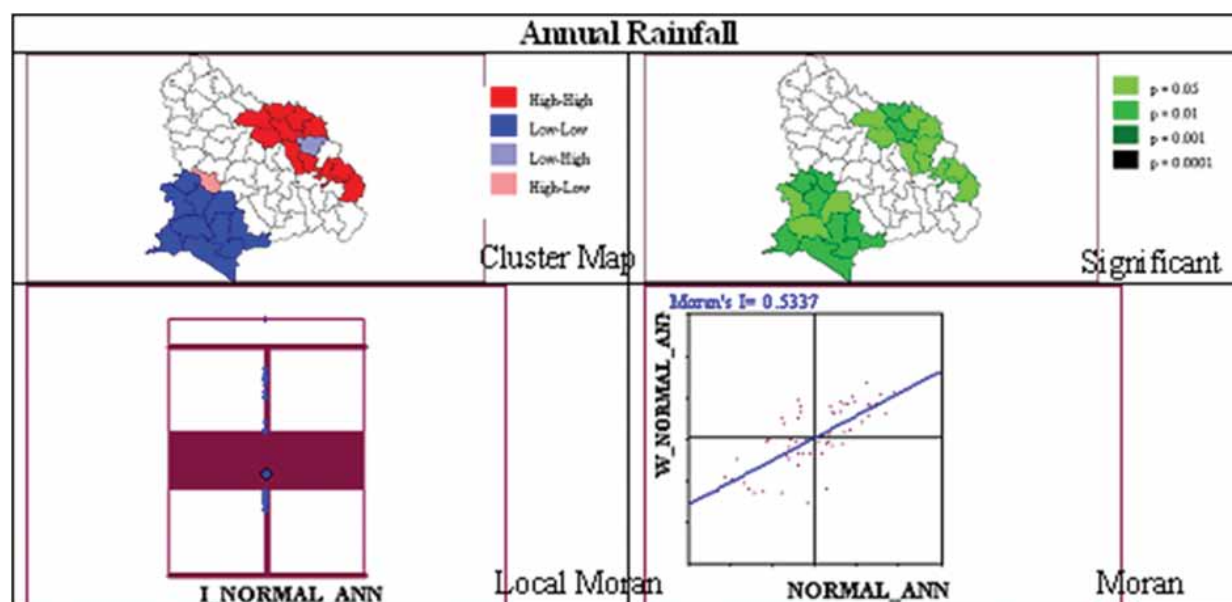 Annual Rainfall
High-High
Low-Low
Low-High
High-Low
Cluster Map
p = 0.05
p = 0.01
p = 0.001
p = 0.0001
Significant
I_NORMAL_ANN
Local Moran
Moran's I= 0.5337
W_NORMAL_ANN
NORMAL_ANN
Moran